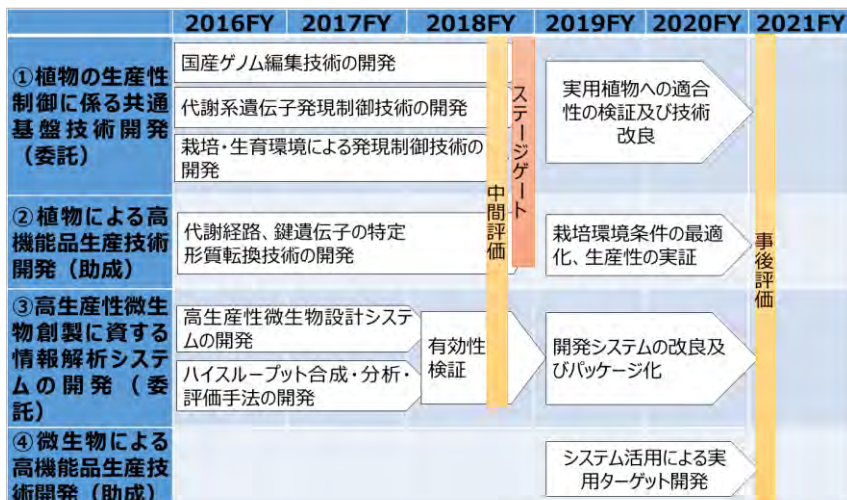 2016FY 2017FY 2018FY 2019FY 2020FY 2021FY
①植物の生産性
制御に係る共通
基盤技術開発
（委託）
国産ゲノム編集技術の開発
代謝系遺伝子発現制御技術の開発
栽培・生育環境による発現制御技術の
開発
中間評価
ステージゲート
実用植物への適合
性の検証及び技術
改良
②植物による高
機能品生産技術
開発（助成）
代謝経路、鍵遺伝子の特定
形質転換技術の開発
栽培環境条件の最適
化、生産性の実証
事後評価
③高生産性微生
物創製に資する
情報解析システ
ムの開発（委
託）
高生産性微生物設計システ
ムの開発
ハイスループット合成・分析・
評価手法の開発
有効性
検証
開発システムの改良及
びパッケージ化
④微生物による
高機能品生産技
術開発（助成）
システム活用による実
用ターゲット開発